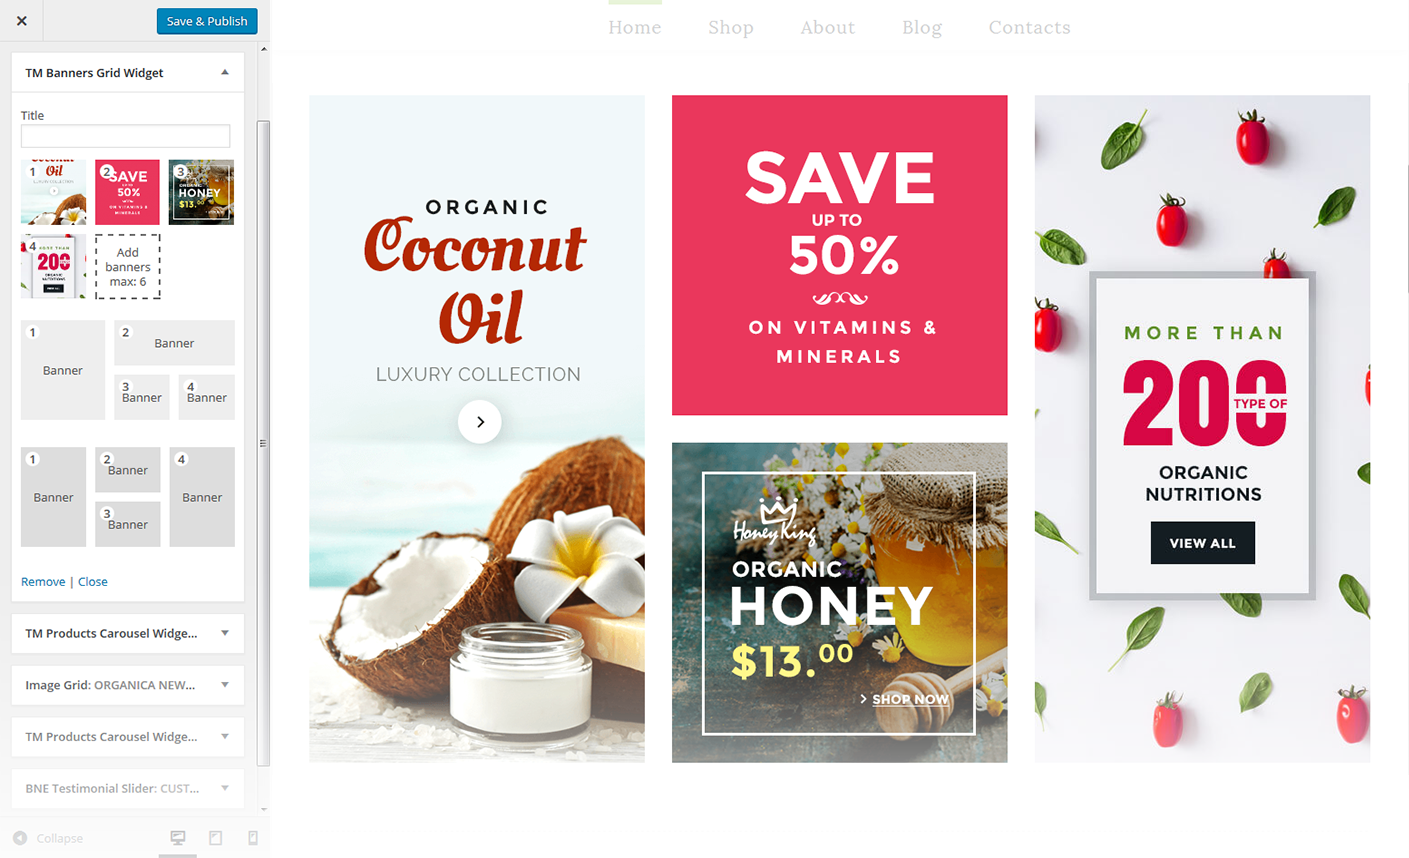 Save & Publish
TM Banners Grid Widget
Title
1
Coconut
Oil
LUXURY COLLECTION
2
SAVE
UP TO
50%
ON VITAMINS &
MINERALS
3
ORGANIC
HONEY
$13.00
4
MORE THAN
200
ORGANIC
NUTRITIONS
VIEW ALL
Add
banners
max: 6
1
Banner
2
Banner
3
Banner
4
Banner
1
Banner
2
Banner
3
Banner
4
Banner
Remove | Close
TM Products Carousel Widge...
Image Grid: ORGANICA NEW...
TM Products Carousel Widge...
BNE Testimonial Slider: CUST...
Collapse
Home Shop About Blog Contacts
ORGANIC
Coconut
Oil
LUXURY COLLECTION
SAVE
UP TO
50%
ON VITAMINS &
MINERALS
Honey King
ORGANIC
HONEY
$13.00
> SHOP NOW
MORE THAN
200
TYPE OF
ORGANIC
NUTRITIONS
VIEW ALL